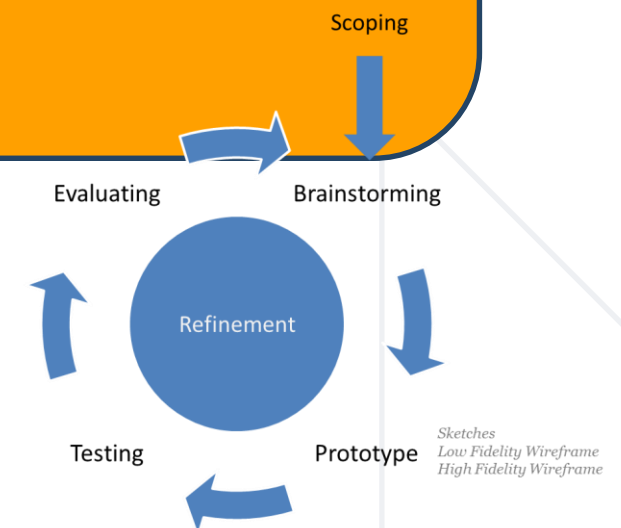 Scoping
Evaluating
Brainstorming
Refinement
Testing
Prototype
Sketches
Low Fidelity Wireframe
High Fidelity Wireframe